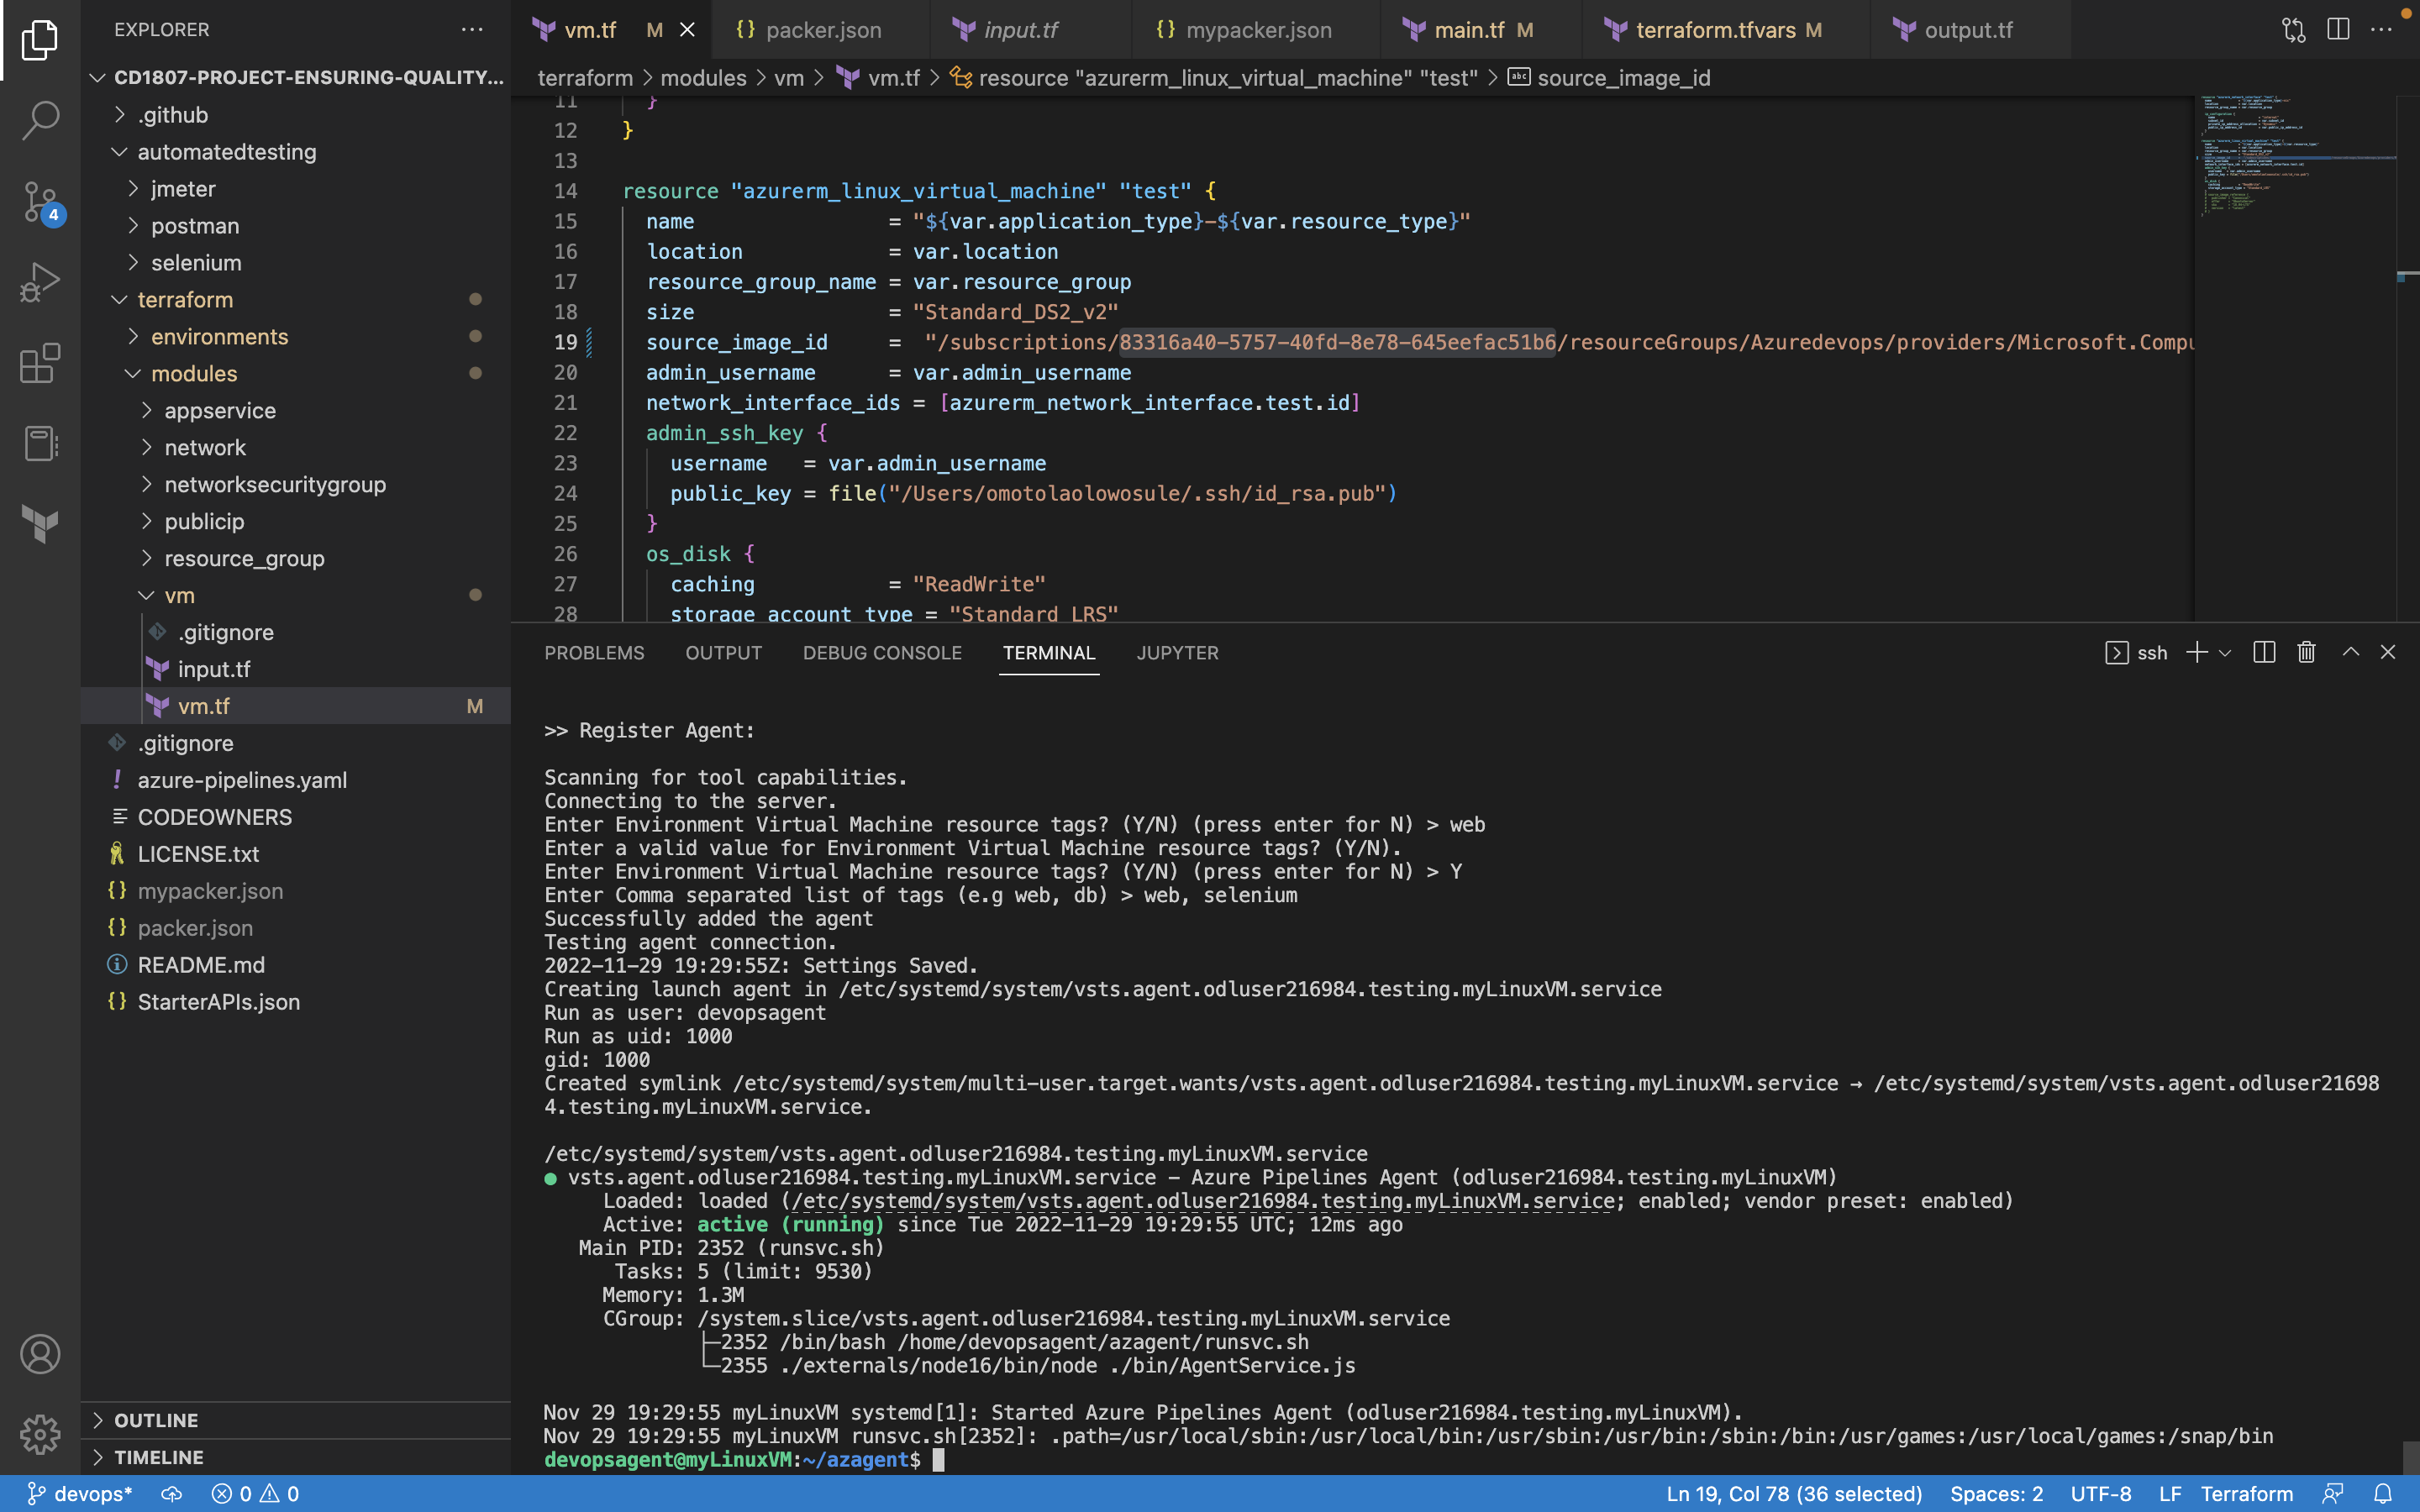 EXPLORER
CD1807-PROJECT-ENSURING-QUALITY...
.github
automatedtesting
jmeter
postman
selenium
terraform
environments
modules
appservice
network
networksecuritygroup
publicip
resource_group
vm
.gitignore
input.tf
vm.tf M
.gitignore
azure-pipelines.yaml
CODEOWNERS
LICENSE.txt
mypacker.json
packer.json
README.md
StarterAPIs.json
OUTLINE
TIMELINE
4
vm.tf M packer.json input.tf mypacker.json main.tf M terraform.tfvars M output.tf
terraform > modules > vm > vm.tf > resource "azurerm_linux_virtual_machine" "test" > source_image_id
11 }
12 }
13
14 resource "azurerm_linux_virtual_machine" "test" {
15 name = "${var.application_type}-${var.resource_type}"
16 location = var.location
17 resource_group_name = var.resource_group
18 size = "Standard_DS2_v2"
19 source_image_id = "/subscriptions/83316a40-5757-40fd-8e78-645eefac51b6/resourceGroups/Azuredevops/providers/Microsoft.Compu
20 admin_username = var.admin_username
21 network_interface_ids = [azurerm_network_interface.test.id]
22 admin_ssh_key {
23 username = var.admin_username
24 public_key = file("/Users/omotolaolowosule/.ssh/id_rsa.pub")
25 }
26 os_disk {
27 caching = "ReadWrite"
28 storage_account_type = "Standard_LRS"
PROBLEMS OUTPUT DEBUG CONSOLE TERMINAL JUPYTER ssh
>> Register Agent:
Scanning for tool capabilities.
Connecting to the server.
Enter Environment Virtual Machine resource tags? (Y/N) (press enter for N) > web
Enter a valid value for Environment Virtual Machine resource tags? (Y/N).
Enter Environment Virtual Machine resource tags? (Y/N) (press enter for N) > Y
Enter Comma separated list of tags (e.g web, db) > web, selenium
Successfully added the agent
Testing agent connection.
2022-11-29 19:29:55Z: Settings Saved.
Creating launch agent in /etc/systemd/system/vsts.agent.odluser216984.testing.myLinuxVM.service
Run as user: devopsagent
Run as uid: 1000
gid: 1000
Created symlink /etc/systemd/system/multi-user.target.wants/vsts.agent.odluser216984.testing.myLinuxVM.service → /etc/systemd/system/vsts.agent.odluser21698
4.testing.myLinuxVM.service.
/etc/systemd/system/vsts.agent.odluser216984.testing.myLinuxVM.service
● vsts.agent.odluser216984.testing.myLinuxVM.service - Azure Pipelines Agent (odluser216984.testing.myLinuxVM)
Loaded: loaded (/etc/systemd/system/vsts.agent.odluser216984.testing.myLinuxVM.service; enabled; vendor preset: enabled)
Active: active (running) since Tue 2022-11-29 19:29:55 UTC; 12ms ago
Main PID: 2352 (runsvc.sh)
Tasks: 5 (limit: 9530)
Memory: 1.3M
CGroup: /system.slice/vsts.agent.odluser216984.testing.myLinuxVM.service
├─2352 /bin/bash /home/devopsagent/azagent/runsvc.sh
└─2355 ./externals/node16/bin/node ./bin/AgentService.js
Nov 29 19:29:55 myLinuxVM systemd[1]: Started Azure Pipelines Agent (odluser216984.testing.myLinuxVM).
Nov 29 19:29:55 myLinuxVM runsvc.sh[2352]: .path=/usr/local/sbin:/usr/local/bin:/usr/sbin:/usr/bin:/sbin:/bin:/usr/games:/usr/local/games:/snap/bin
devopsagent@myLinuxVM:~/azagent$
devops* 0 0 Ln 19, Col 78 (36 selected) Spaces: 2 UTF-8 LF Terraform